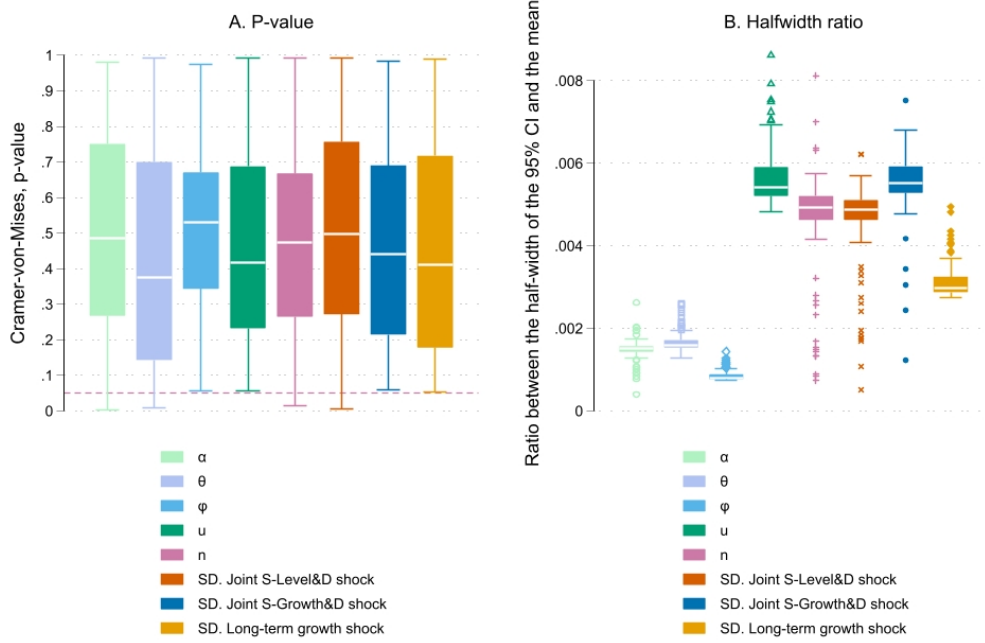 A. P-value
Cramer-von-Mises, p-value
1
.9
.8
.7
.6
.5
.4
.3
.2
.1
0
α
θ
φ
u
n
SD. Joint S-Level&D shock
SD. Joint S-Growth&D shock
SD. Long-term growth shock
B. Halfwidth ratio
Ratio between the half-width of the 95% CI and the mean
.008
.006
.004
.002
0
α
θ
φ
u
n
SD. Joint S-Level&D shock
SD. Joint S-Growth&D shock
SD. Long-term growth shock